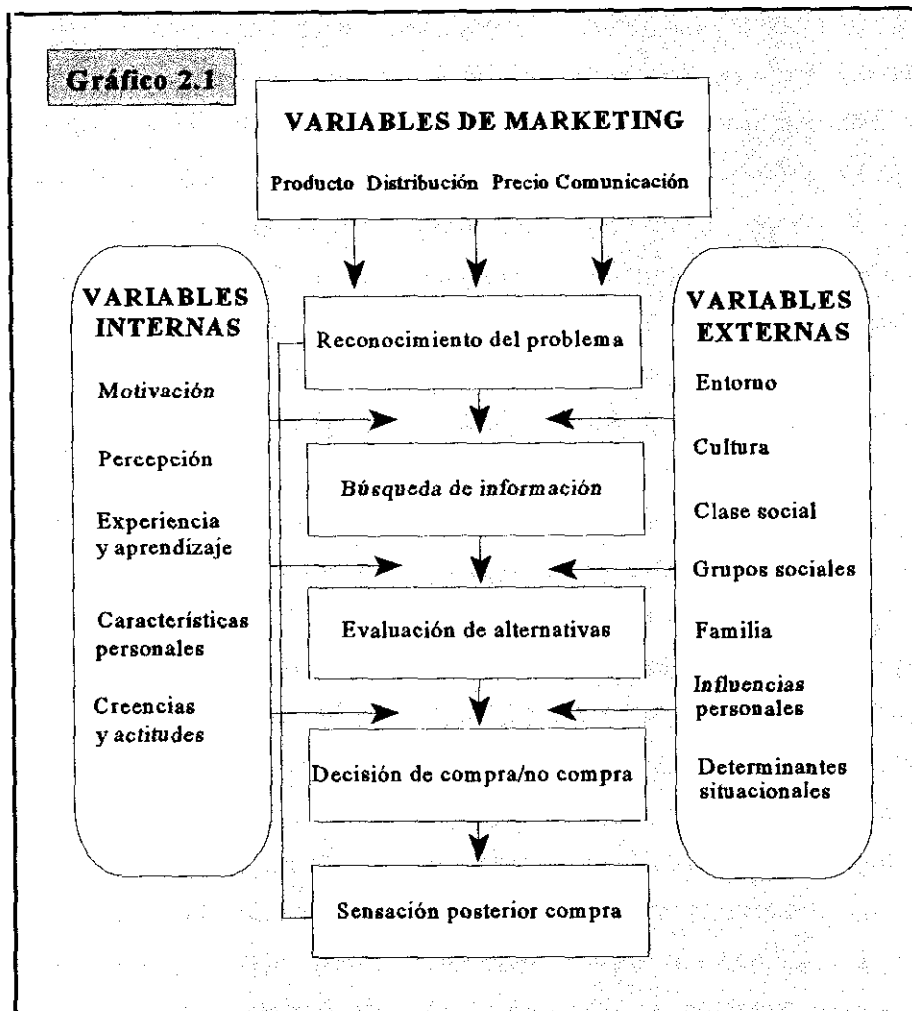 Gráfico 2.1
VARIABLES DE MARKETING
Producto Distribución Precio Comunicación
VARIABLES
INTERNAS
Motivación
Percepción
Experiencia
y aprendizaje
Características
personales
Creencias
y actitudes
Reconocimiento del problema
Búsqueda de información
Evaluación de alternativas
Decisión de compra/no compra
Sensación posterior compra
VARIABLES
EXTERNAS
Entorno
Cultura
Clase social
Grupos sociales
Familia
Influencias
personales
Determinantes
situacionales